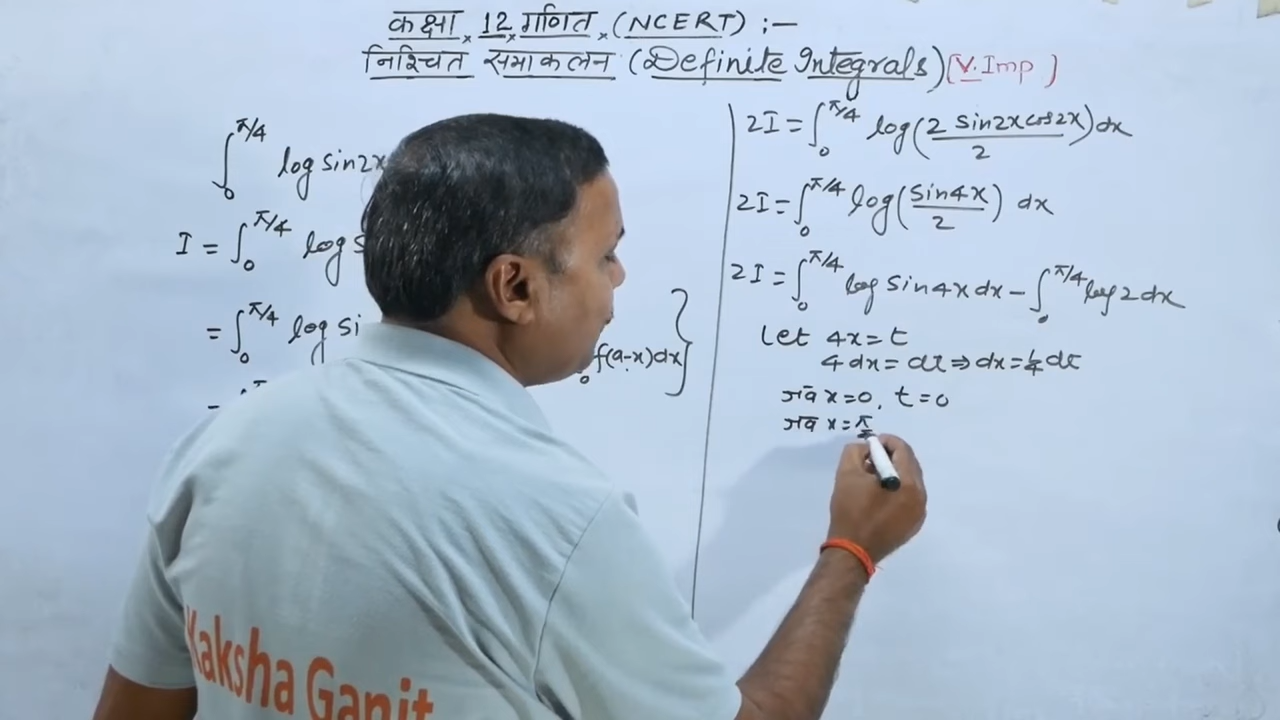 कक्षा × 12 × गणित × (NCERT) :—
निश्चित समाकलन (Definite Integrals) [V. Imp )
∫₀^π/4 log sin2x
I = ∫₀^π/4 log
= ∫₀^π/4 log si
f(a-x)dx}
2I = ∫₀^π/4 log(2 sin2x cos2x / 2)dx
2I = ∫₀^π/4 log(sin4x / 2) dx
2I = ∫₀^π/4 log sin4x dx - ∫₀^π/4 log2dx
Let 4x = t
4dx = dt ⇒ dx = 1/4 dt
जब x=0, t=0
जब x = π
Kaksha Ganit